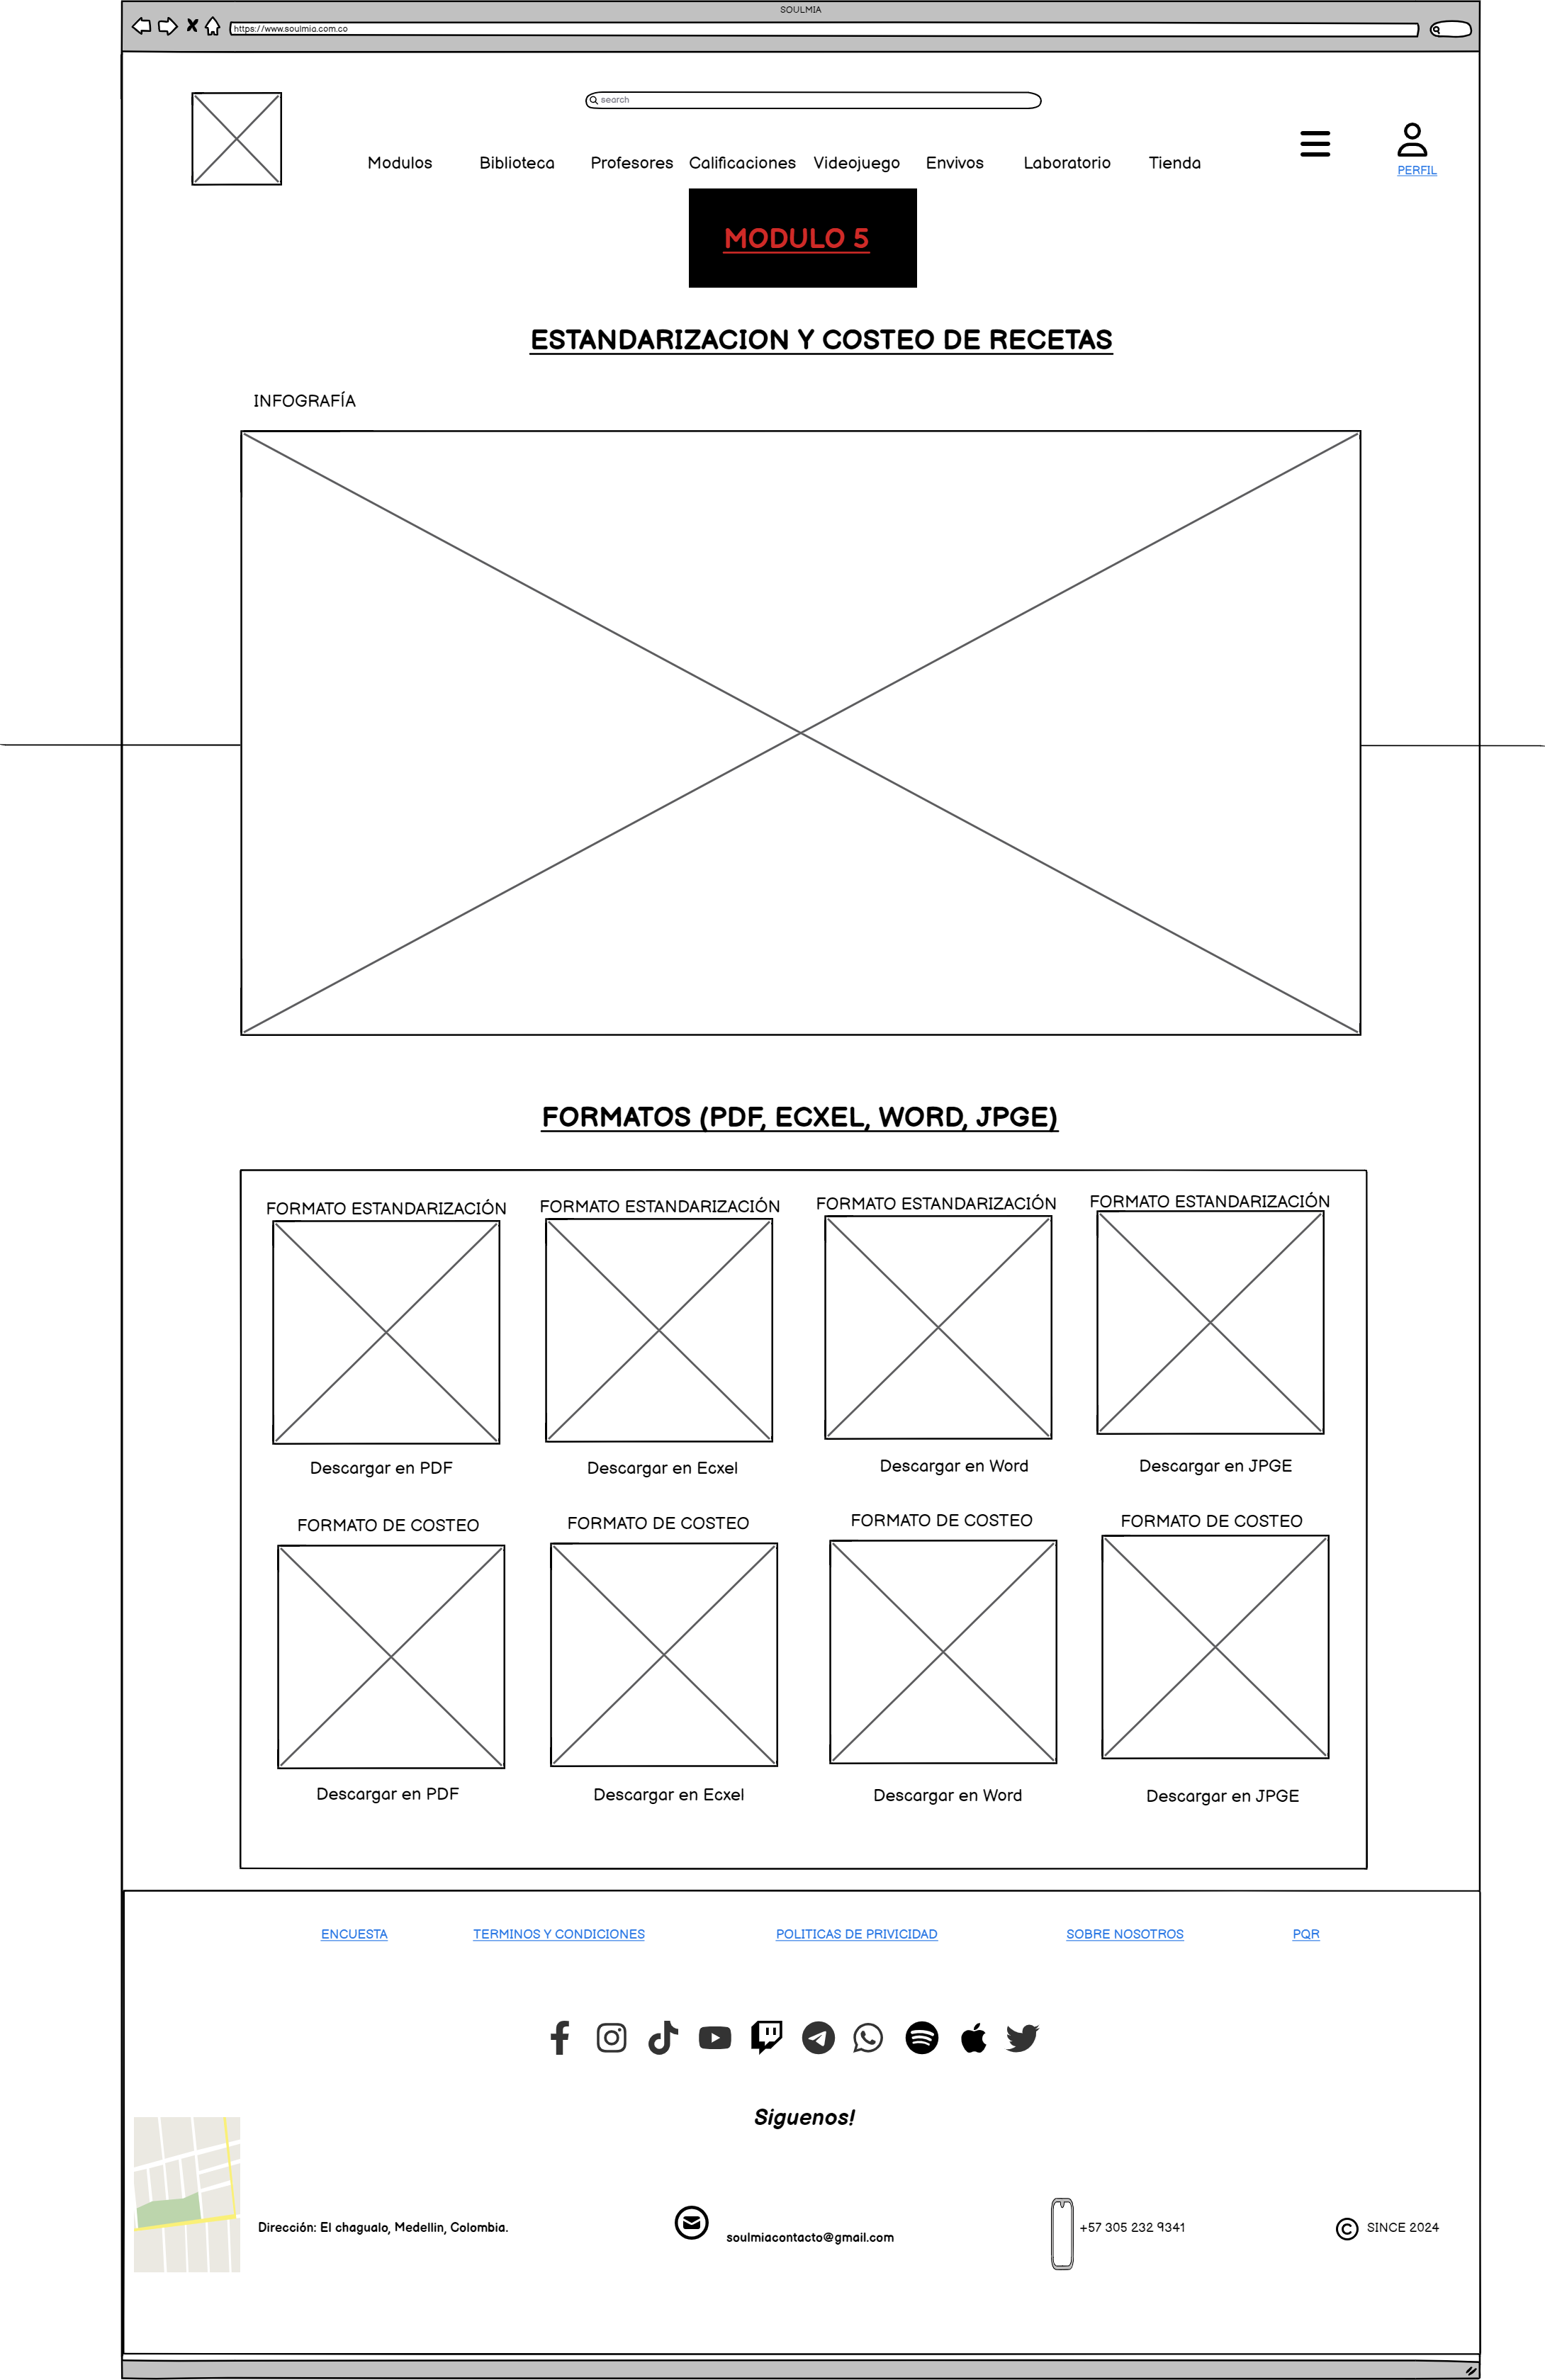 SOULMIA
https://www.soulmia.com.co
search
Modulos Biblioteca Profesores Calificaciones Videojuego Envivos Laboratorio Tienda
PERFIL
MODULO 5
ESTANDARIZACION Y COSTEO DE RECETAS
INFOGRAFÍA
FORMATOS (PDF, ECXEL, WORD, JPGE)
FORMATO ESTANDARIZACIÓN FORMATO ESTANDARIZACIÓN FORMATO ESTANDARIZACIÓN FORMATO ESTANDARIZACIÓN
Descargar en PDF Descargar en Ecxel Descargar en Word Descargar en JPGE
FORMATO DE COSTEO FORMATO DE COSTEO FORMATO DE COSTEO FORMATO DE COSTEO
Descargar en PDF Descargar en Ecxel Descargar en Word Descargar en JPGE
ENCUESTA TERMINOS Y CONDICIONES POLITICAS DE PRIVICIDAD SOBRE NOSOTROS PQR
Siguenos!
Dirección: El chagualo, Medellin, Colombia. soulmiacontacto@gmail.com +57 305 232 9341 © SINCE 2024